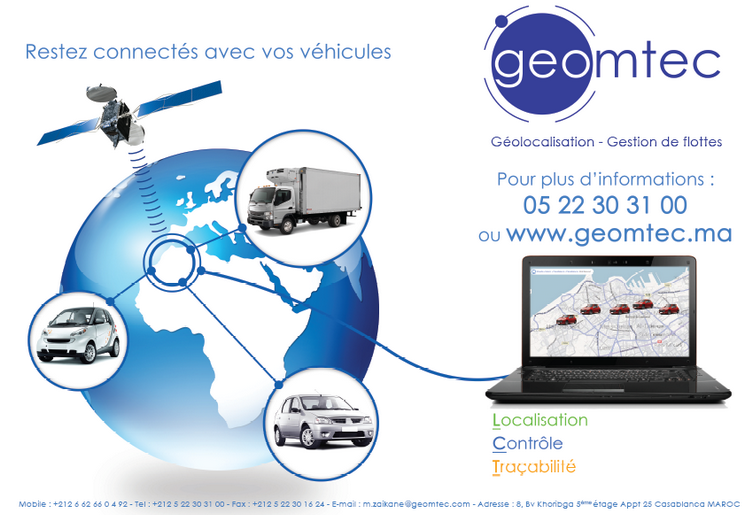 Restez connectés avec vos véhicules
geomtec
Géolocalisation - Gestion de flottes
Pour plus d'informations :
05 22 30 31 00
ou www.geomtec.ma
Localisation
Contrôle
Traçabilité
Mobile : +212 6 62 66 0 4 92 - Tel : +212 5 22 30 31 00 - Fax : +212 5 22 30 16 24 - E-mail : m.zaikane@geomtec.com - Adresse : 8, Bv Khoribga 5ème étage Appt 25 Casablanca MAROC